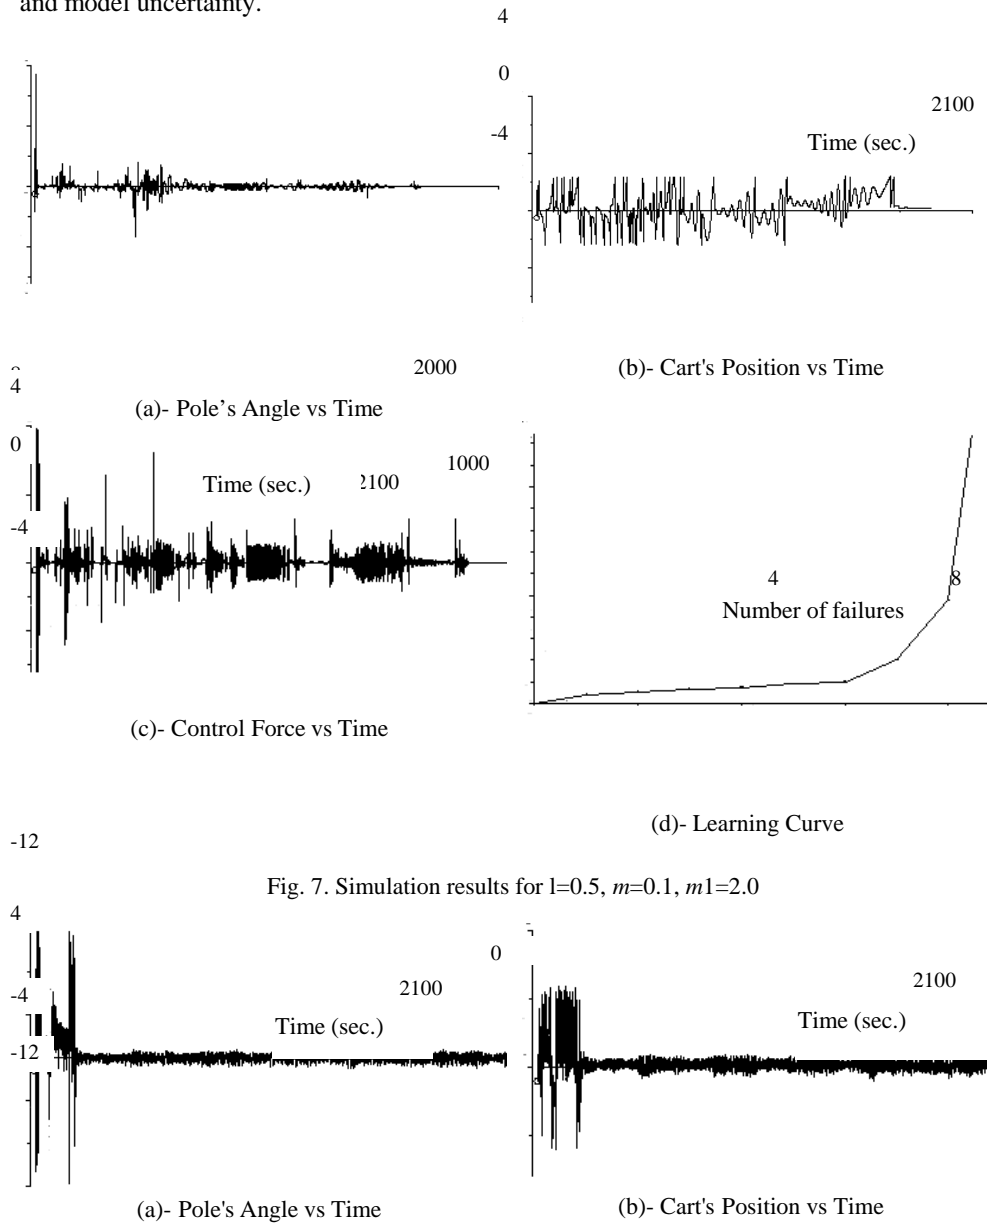 and model uncertainty.
4
0
-4
2100
Time (sec.)
(b)- Cart's Position vs Time
2000
4
(a)- Pole’s Angle vs Time
0
1000
Time (sec.)
2100
-4
4
8
Number of failures
(c)- Control Force vs Time
(d)- Learning Curve
-12
Fig. 7. Simulation results for l=0.5, m=0.1, m1=2.0
4
0
2100
2100
-4
Time (sec.)
Time (sec.)
-12
(a)- Pole's Angle vs Time
(b)- Cart's Position vs Time